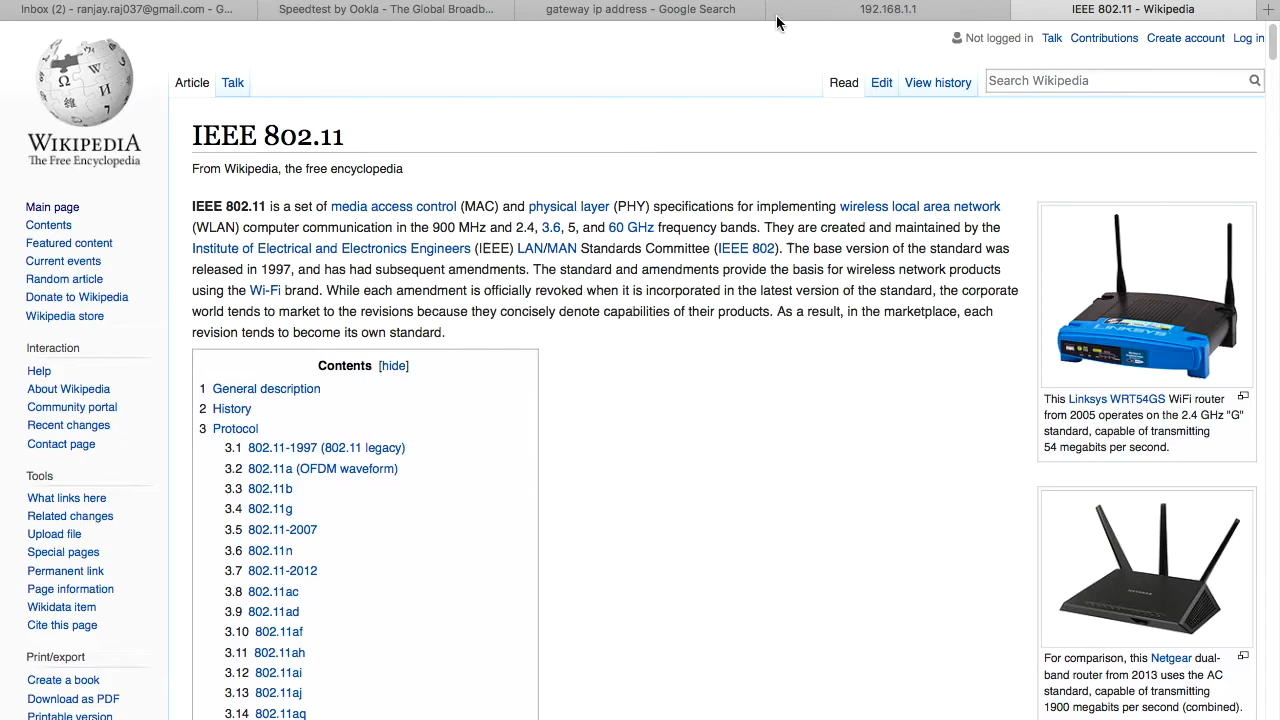 Inbox (2) - ranjay.raj037@gmail.com - G...
Speedtest by Ookla - The Global Broadb...
gateway ip address - Google Search
192.168.1.1
IEEE 802.11 - Wikipedia
Not logged in Talk Contributions Create account Log in
Article Talk
Read Edit View history
Search Wikipedia
WIKIPEDIA
The Free Encyclopedia
Main page
Contents
Featured content
Current events
Random article
Donate to Wikipedia
Wikipedia store
Interaction
Help
About Wikipedia
Community portal
Recent changes
Contact page
Tools
What links here
Related changes
Upload file
Special pages
Permanent link
Page information
Wikidata item
Cite this page
Print/export
Create a book
Download as PDF
Printable version
IEEE 802.11
From Wikipedia, the free encyclopedia
IEEE 802.11 is a set of media access control (MAC) and physical layer (PHY) specifications for implementing wireless local area network
(WLAN) computer communication in the 900 MHz and 2.4, 3.6, 5, and 60 GHz frequency bands. They are created and maintained by the
Institute of Electrical and Electronics Engineers (IEEE) LAN/MAN Standards Committee (IEEE 802). The base version of the standard was
released in 1997, and has had subsequent amendments. The standard and amendments provide the basis for wireless network products
using the Wi-Fi brand. While each amendment is officially revoked when it is incorporated in the latest version of the standard, the corporate
world tends to market to the revisions because they concisely denote capabilities of their products. As a result, in the marketplace, each
revision tends to become its own standard.
Contents [hide]
1 General description
2 History
3 Protocol
3.1 802.11-1997 (802.11 legacy)
3.2 802.11a (OFDM waveform)
3.3 802.11b
3.4 802.11g
3.5 802.11-2007
3.6 802.11n
3.7 802.11-2012
3.8 802.11ac
3.9 802.11ad
3.10 802.11af
3.11 802.11ah
3.12 802.11ai
3.13 802.11aj
3.14 802.11aq
LINKSYS
This Linksys WRT54GS WiFi router
from 2005 operates on the 2.4 GHz "G"
standard, capable of transmitting
54 megabits per second.
NETGEAR
For comparison, this Netgear dual-
band router from 2013 uses the AC
standard, capable of transmitting
1900 megabits per second (combined).